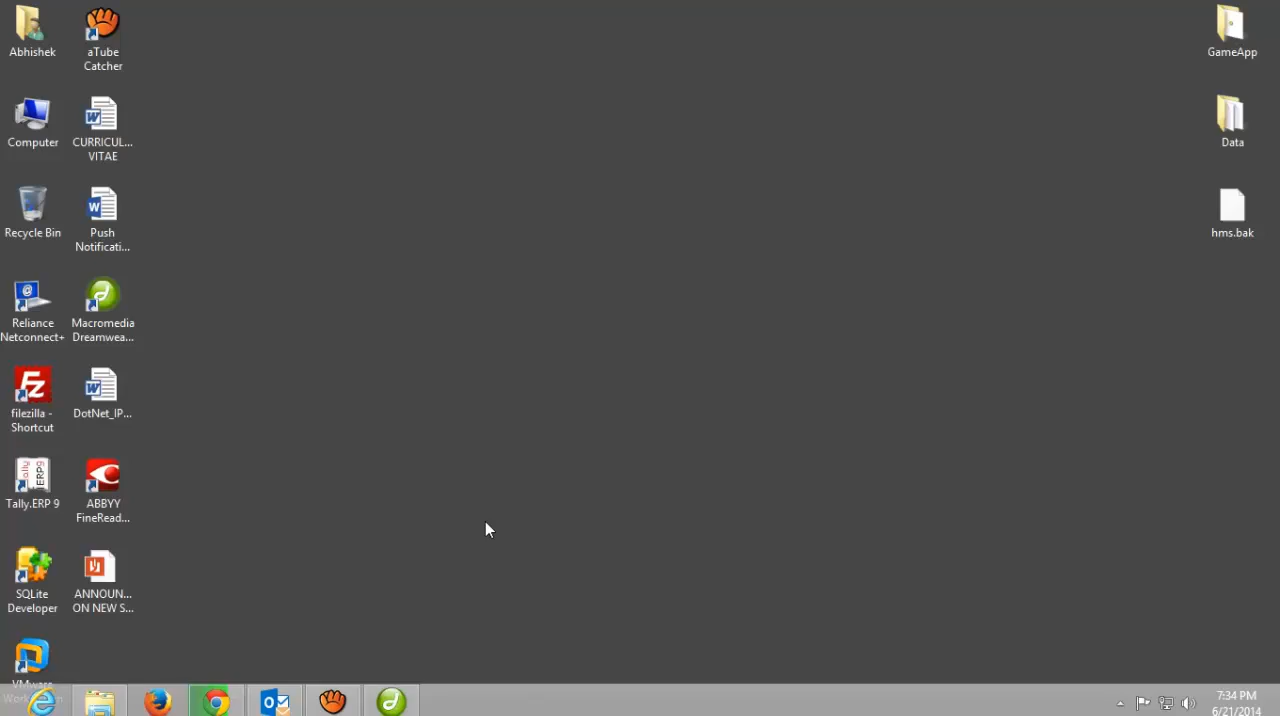 Abhishek
aTube
Catcher
GameApp
Computer
CURRICUL...
VITAE
Data
Recycle Bin
Push
Notificati...
hms.bak
Reliance
Netconnect+
Macromedia
Dreamwea...
filezilla -
Shortcut
DotNet_IP...
Tally.ERP 9
ABBYY
FineRead...
SQLite
Developer
ANNOUN...
ON NEW S...
VMware
7:34 PM
6/21/2014